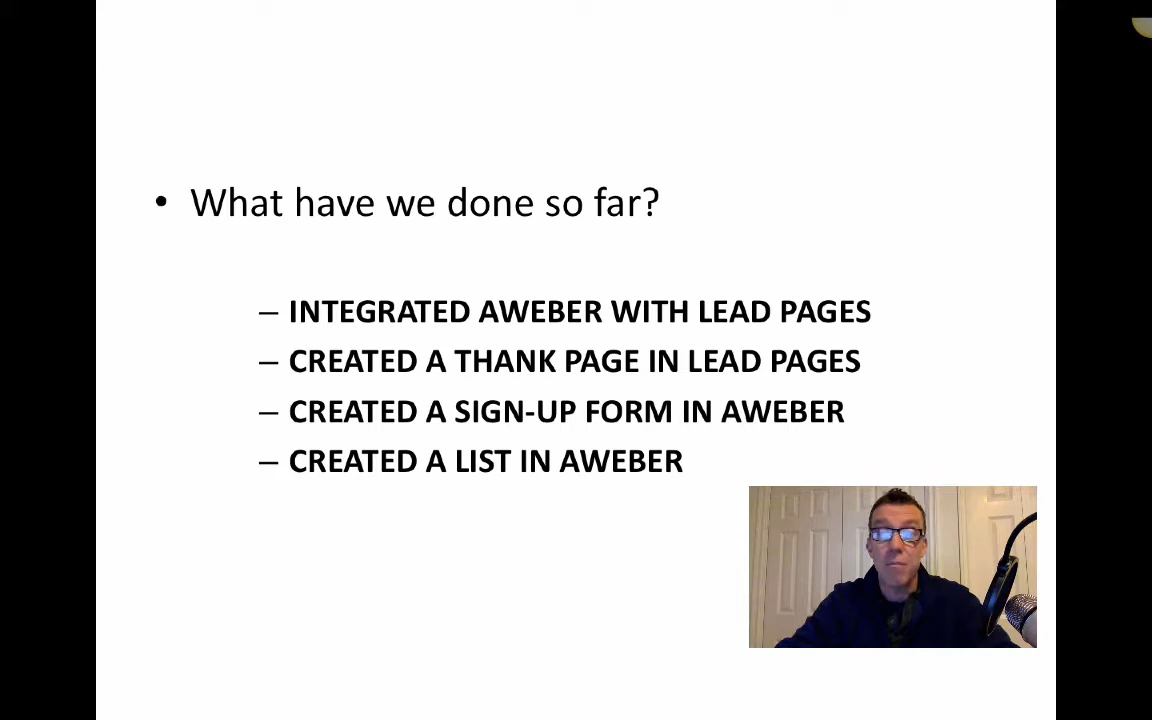 • What have we done so far?
– INTEGRATED AWEBER WITH LEAD PAGES
– CREATED A THANK PAGE IN LEAD PAGES
– CREATED A SIGN-UP FORM IN AWEBER
– CREATED A LIST IN AWEBER